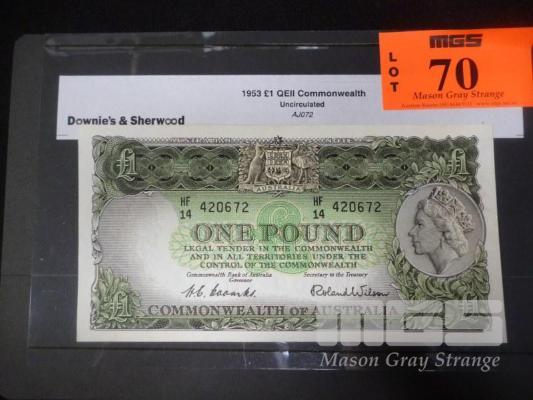 MGS
LOT
70
Mason Gray Strange
1953 £1 QEII Commonwealth
Uncirculated
AJ072
Downie's & Sherwood
£1
£1
AUSTRALIA
HF
14 420672
HF
14 420672
ONE POUND
LEGAL TENDER IN THE COMMONWEALTH
AND IN ALL TERRITORIES UNDER THE
CONTROL OF THE COMMONWEALTH
Commonwealth Bank of Australia
Governor
Secretary to the Treasury
H.C. Coombs.
Roland Wilson
£1
COMMONWEALTH OF AUSTRALIA
MGS
Mason Gray Strange